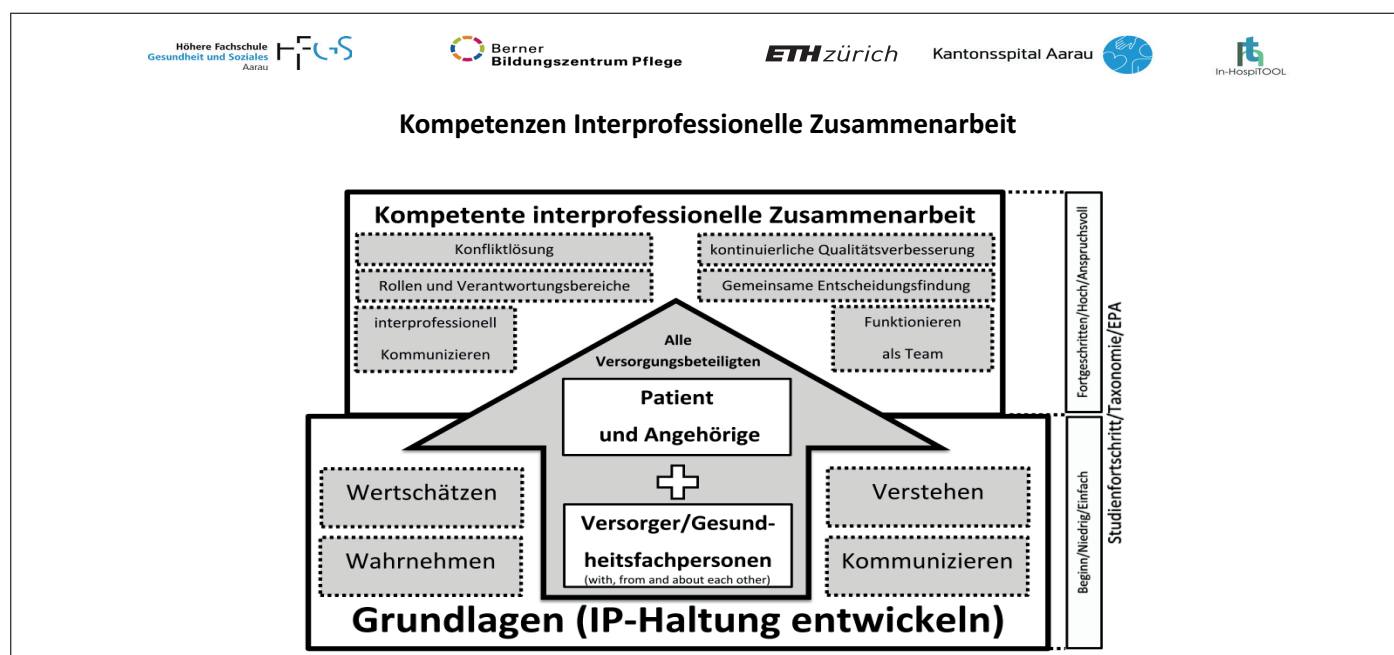 Höhere Fachschule
Gesundheit und Soziales
Aarau
HFGS
Berner
Bildungszentrum Pflege
ETH zürich
Kantonsspital Aarau
In-HospiTOOL
Kompetenzen Interprofessionelle Zusammenarbeit
Kompetente interprofessionelle Zusammenarbeit
Konfliktlösung
kontinuierliche Qualitätsverbesserung
Rollen und Verantwortungsbereiche
Gemeinsame Entscheidungsfindung
interprofessionell
Kommunizieren
Funktionieren
als Team
Alle
Versorgungsbeteiligten
Patient
und Angehörige
Wertschätzen
Verstehen
Versorger/Gesund-
heitsfachpersonen
(with, from and about each other)
Wahrnehmen
Kommunizieren
Grundlagen (IP-Haltung entwickeln)
Fortgeschritten/Hoch/Anspruchsvoll
Beginn/Niedrig/Einfach
Studienfortschritt/Taxonomie/EPA